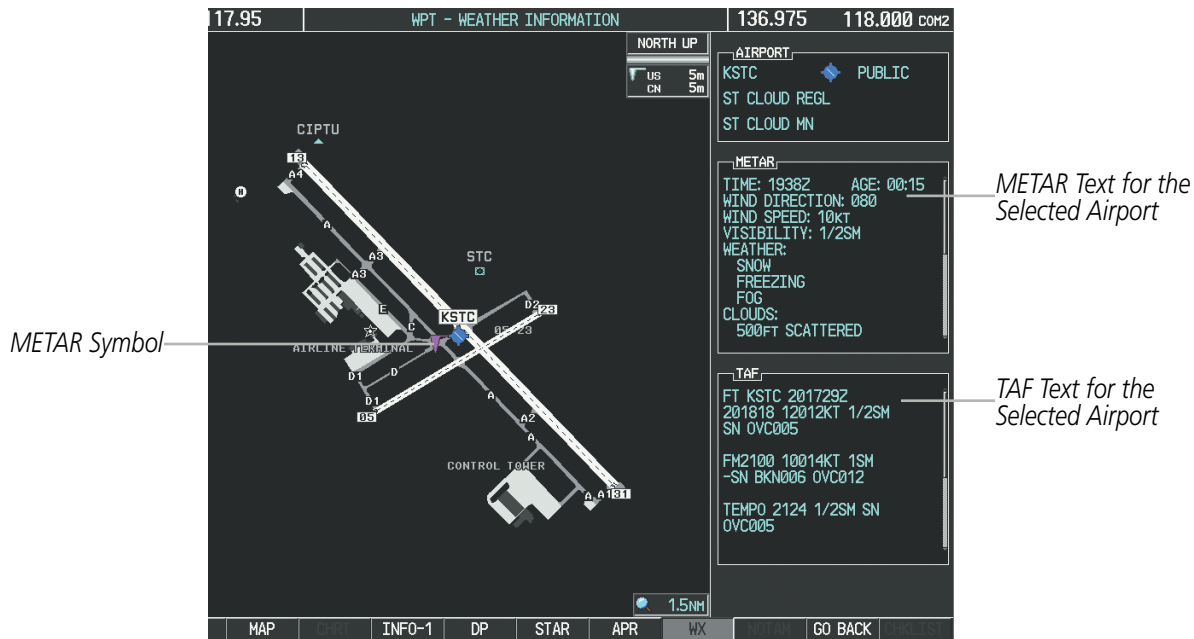 117.95
WPT - WEATHER INFORMATION
136.975 118.000 COM2
NORTH UP
US 5m
CN 5m
AIRPORT
KSTC PUBLIC
ST CLOUD REGL
ST CLOUD MN
METAR
TIME: 1938Z AGE: 00:15
WIND DIRECTION: 080
WIND SPEED: 10KT
VISIBILITY: 1/2SM
WEATHER:
SNOW
FREEZING
FOG
CLOUDS:
500FT SCATTERED
TAF
FT KSTC 201729Z
201818 12012KT 1/2SM
SN OVC005
FM2100 10014KT 1SM
-SN BKN006 OVC012
TEMPO 2124 1/2SM SN
OVC005
METAR Text for the
Selected Airport
TAF Text for the
Selected Airport
METAR Symbol
CIPTU
13
A4
H
A
A3
A3
STC
E
C
KSTC
D2
23
05-23
AIRLINE TERMINAL
D1
D
D1
05
A
A2
A
CONTROL TOWER
A
A1
31
1.5NM
MAP
CHRT
INFO-1
DP
STAR
APR
WX
NOTAM
GO BACK
CHKLIST